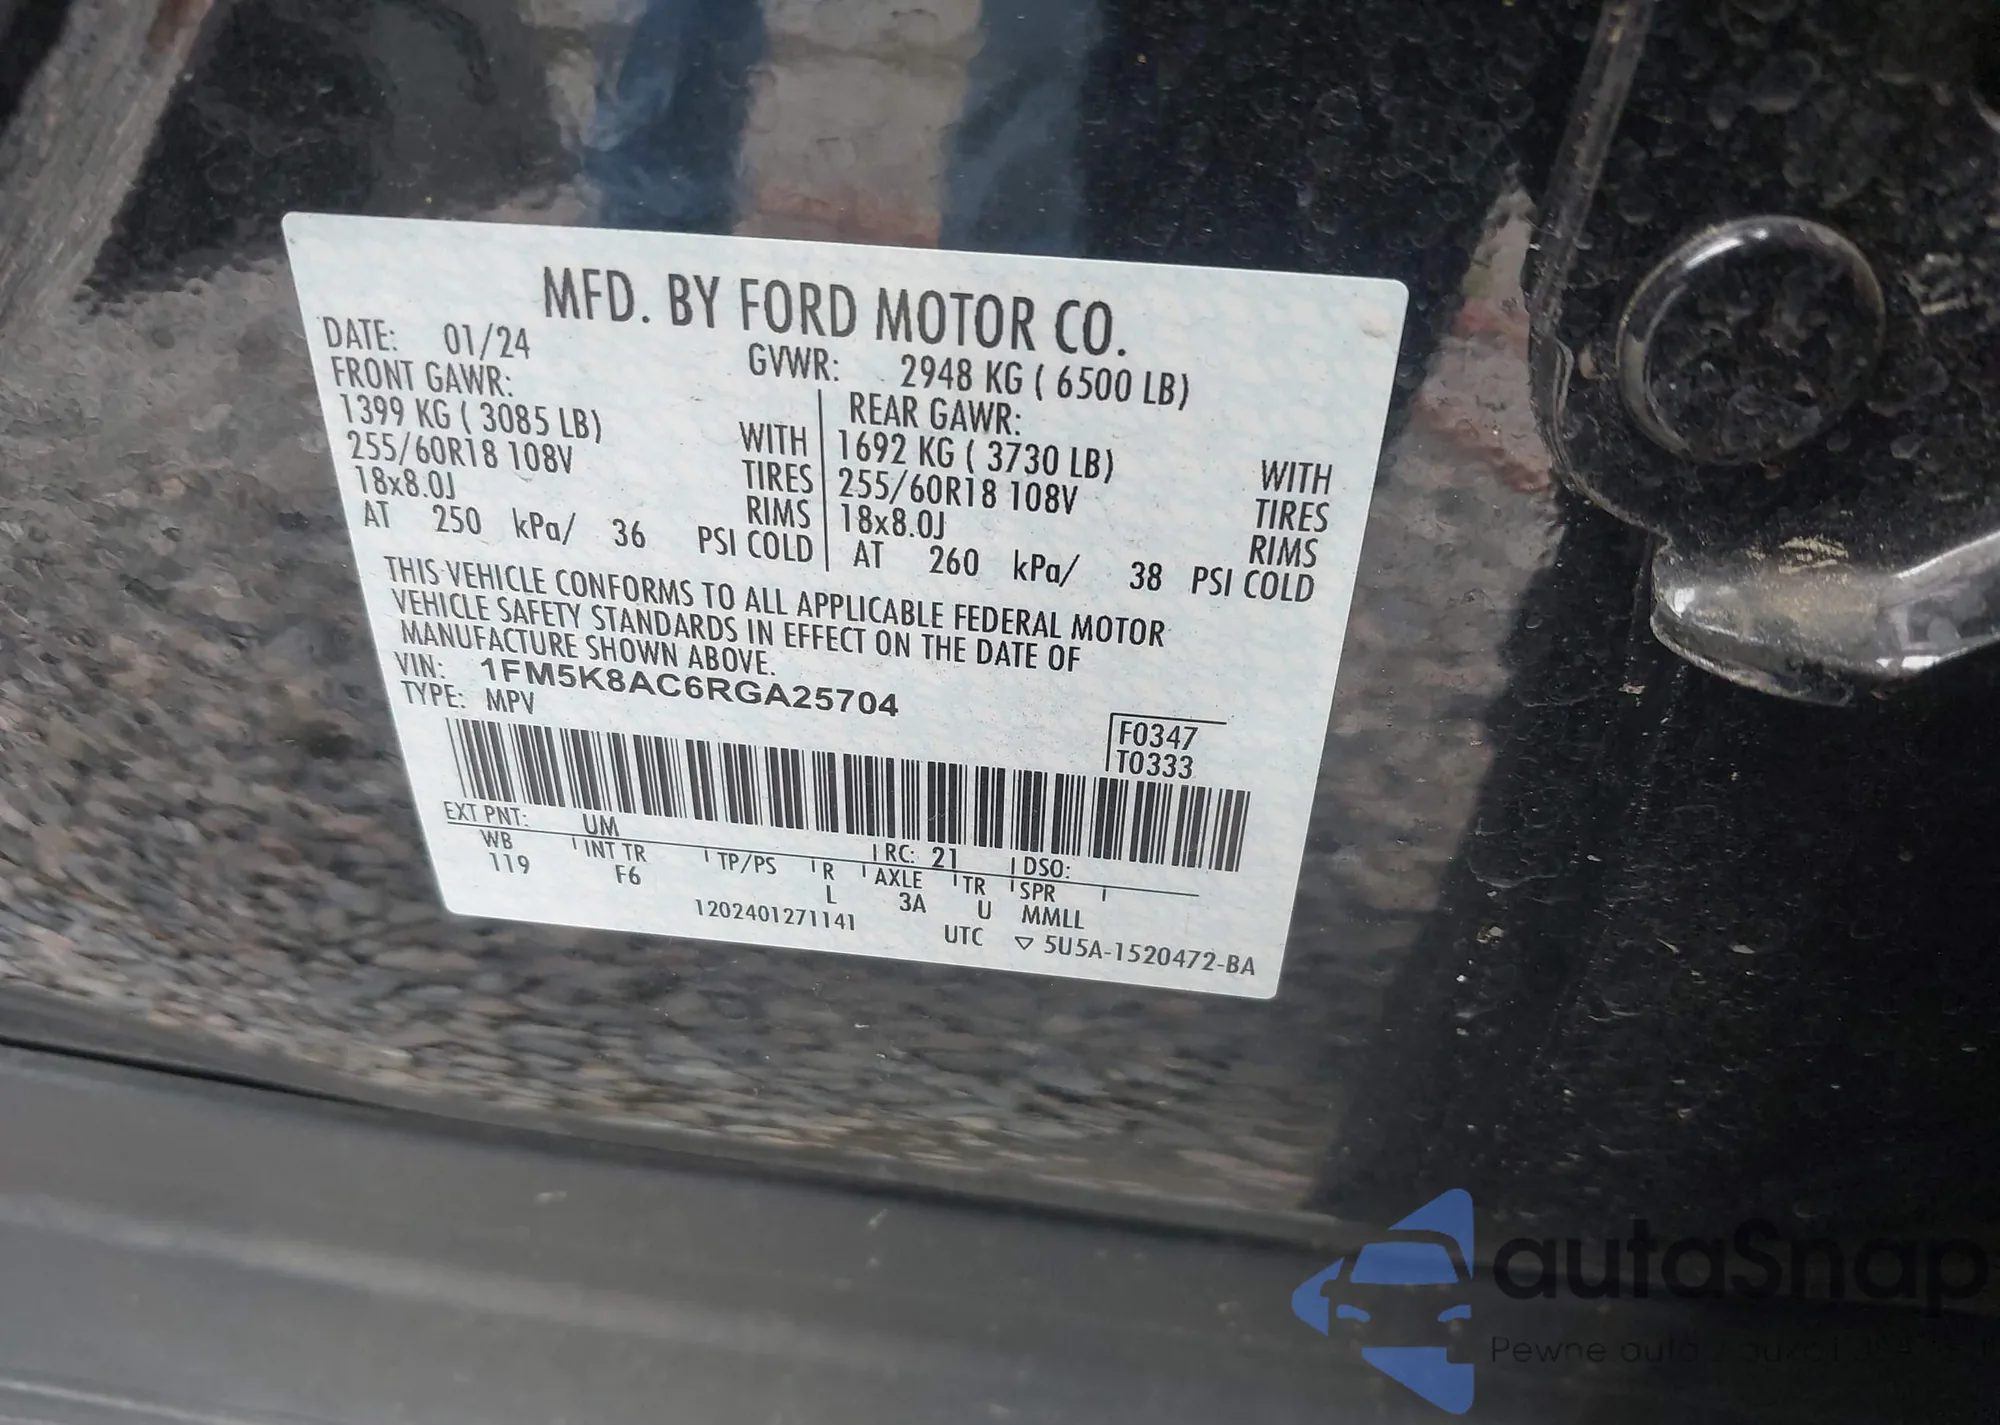 MFD. BY FORD MOTOR CO.
DATE: 01/24 GVWR: 2948 KG ( 6500 LB)
FRONT GAWR: REAR GAWR:
1399 KG ( 3085 LB) WITH 1692 KG ( 3730 LB) WITH
255/60R18 108V TIRES 255/60R18 108V TIRES
18x8.0J RIMS 18x8.0J RIMS
AT 250 kPa/ 36 PSI COLD AT 260 kPa/ 38 PSI COLD
THIS VEHICLE CONFORMS TO ALL APPLICABLE FEDERAL MOTOR
VEHICLE SAFETY STANDARDS IN EFFECT ON THE DATE OF
MANUFACTURE SHOWN ABOVE.
VIN: 1FM5K8AC6RGA25704
TYPE: MPV
F0347
T0333
EXT PNT: UM RC: 21 DSO:
WB INT TR TP/PS R AXLE TR SPR
119 F6 L 3A U MMLL
1202401271141 UTC ▽ 5U5A-1520472-BA
autaSnap
Pewne auta